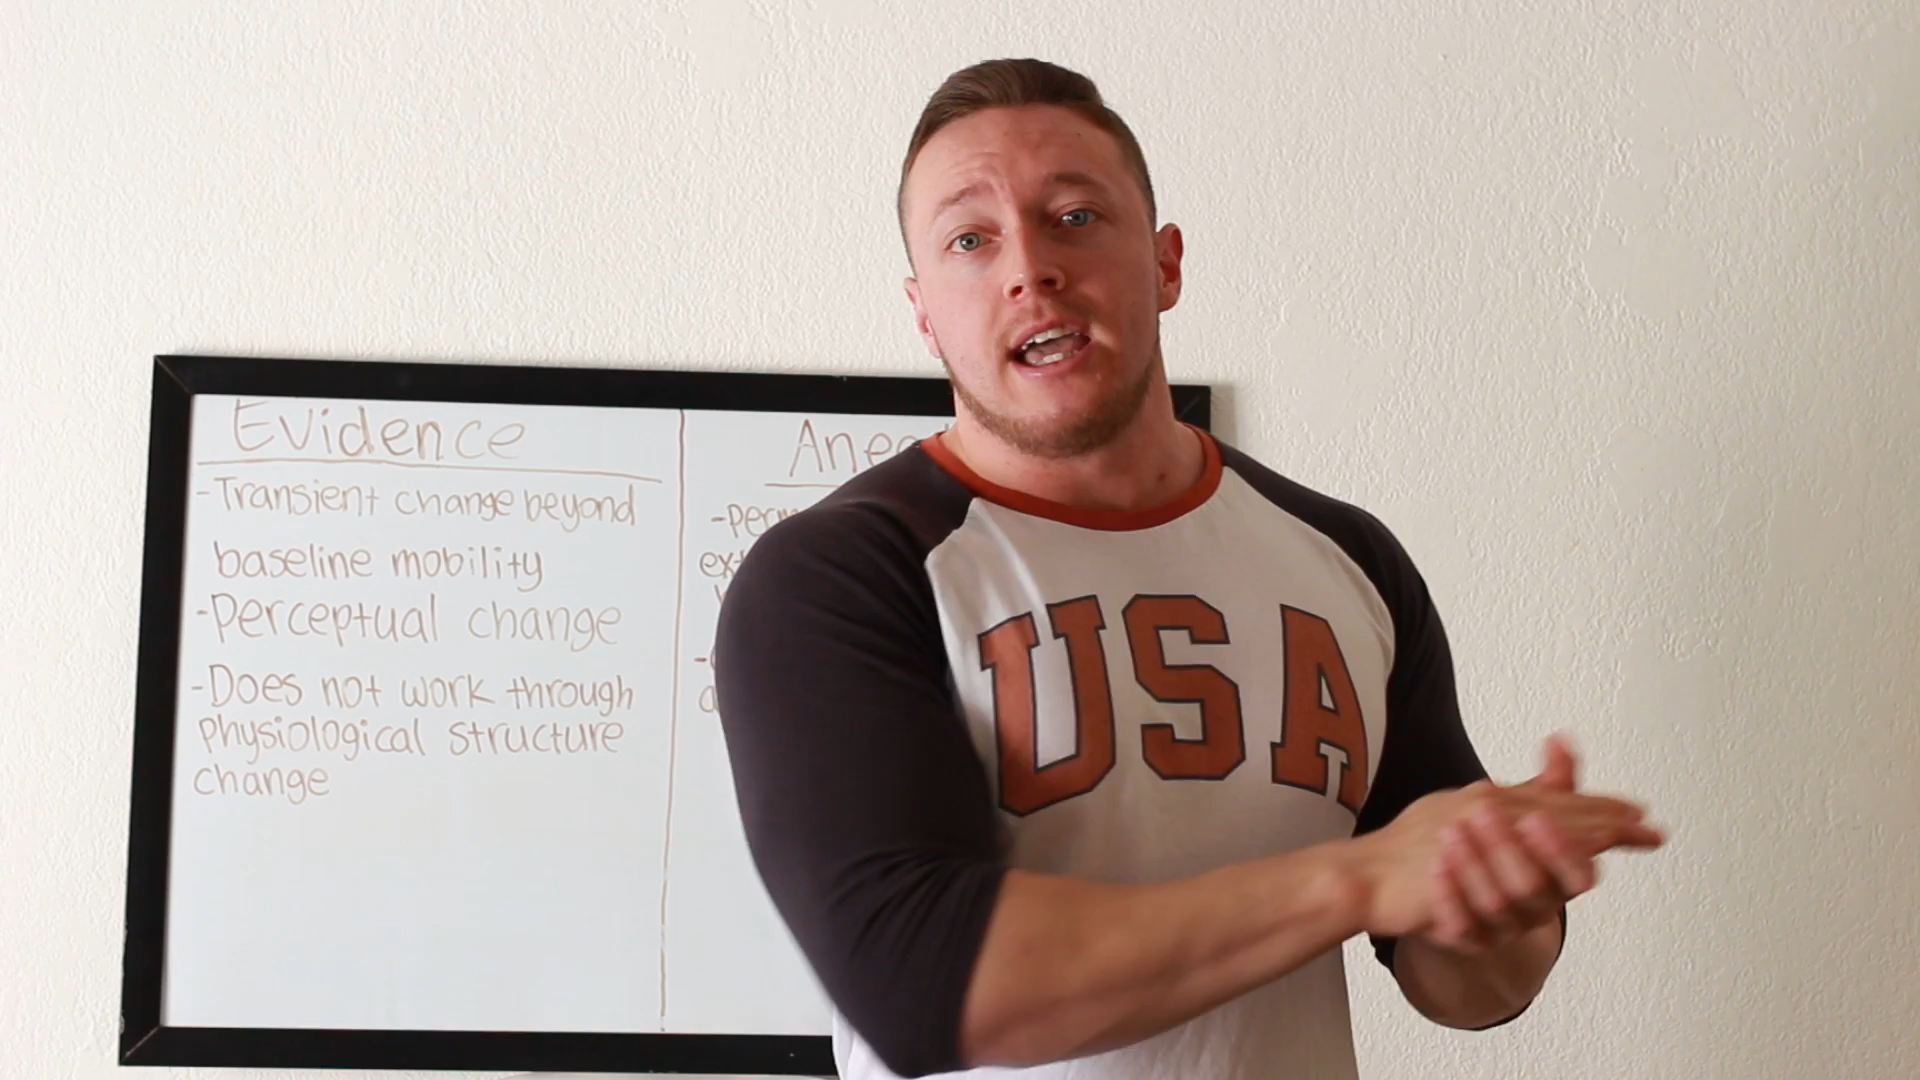 Evidence
-Transient change beyond
baseline mobility
-Perceptual change
-Does not work through
Physiological structure
change
USA